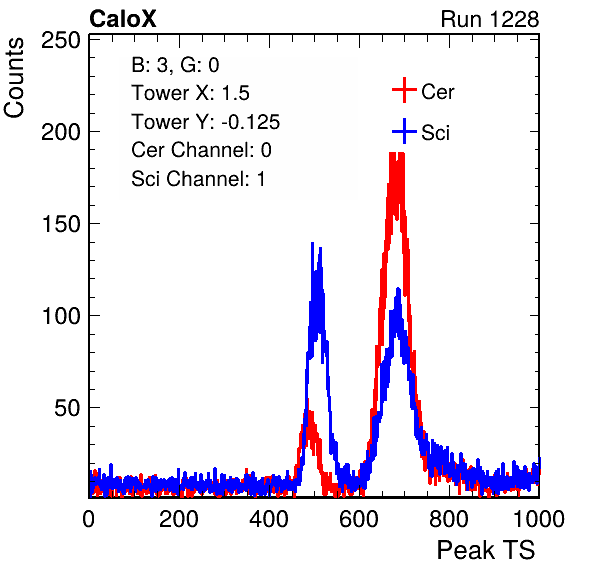 CaloX Run 1228
Counts
250
200
150
100
50
B: 3, G: 0
Tower X: 1.5
Tower Y: -0.125
Cer Channel: 0
Sci Channel: 1
Cer
Sci
0 200 400 600 800 1000
Peak TS